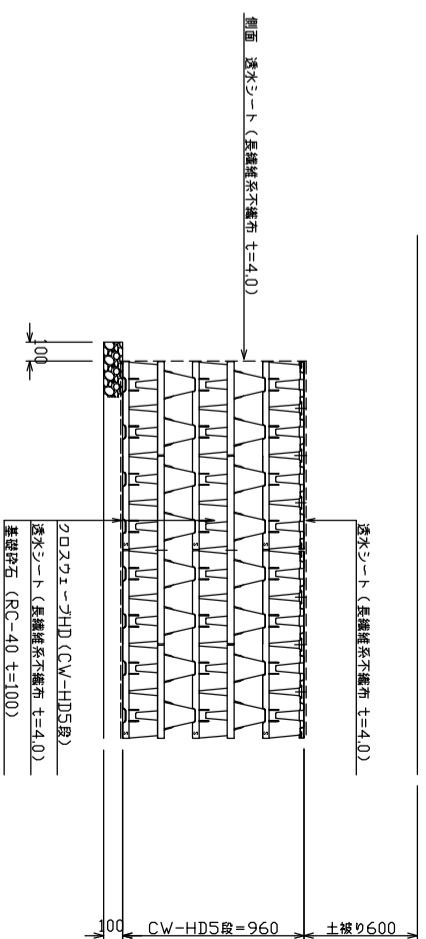 側面 透水シート（長繊維系不織布 t=4.0）
透水シート（長繊維系不織布 t=4.0）
クロスウェーブHD（CW-HD5段）
透水シート（長繊維系不織布 t=4.0）
基礎砕石（RC-40 t=100）
100
100
CW-HD5段=960
土被り600